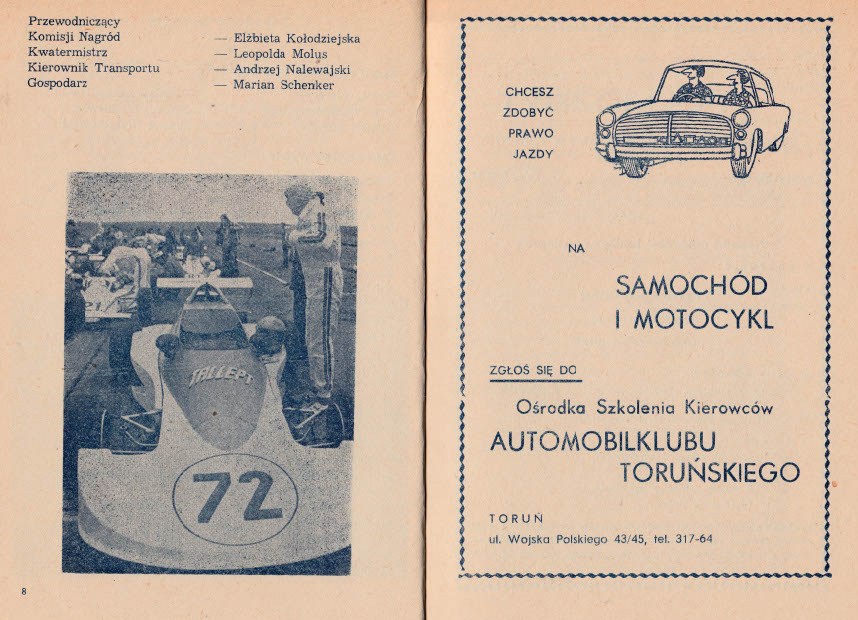 Przewodniczący
Komisji Nagród — Elżbieta Kołodziejska
Kwatermistrz — Leopolda Molus
Kierownik Transportu — Andrzej Nalewajski
Gospodarz — Marian Schenker
21
TALLEPT
72
8
CHCESZ
ZDOBYĆ
PRAWO
JAZDY
NA
SAMOCHÓD
I MOTOCYKL
ZGŁOŚ SIĘ DO
Ośrodka Szkolenia Kierowców
AUTOMOBILKLUBU
TORUŃSKIEGO
TORUŃ
ul. Wojska Polskiego 43/45, tel. 317-64